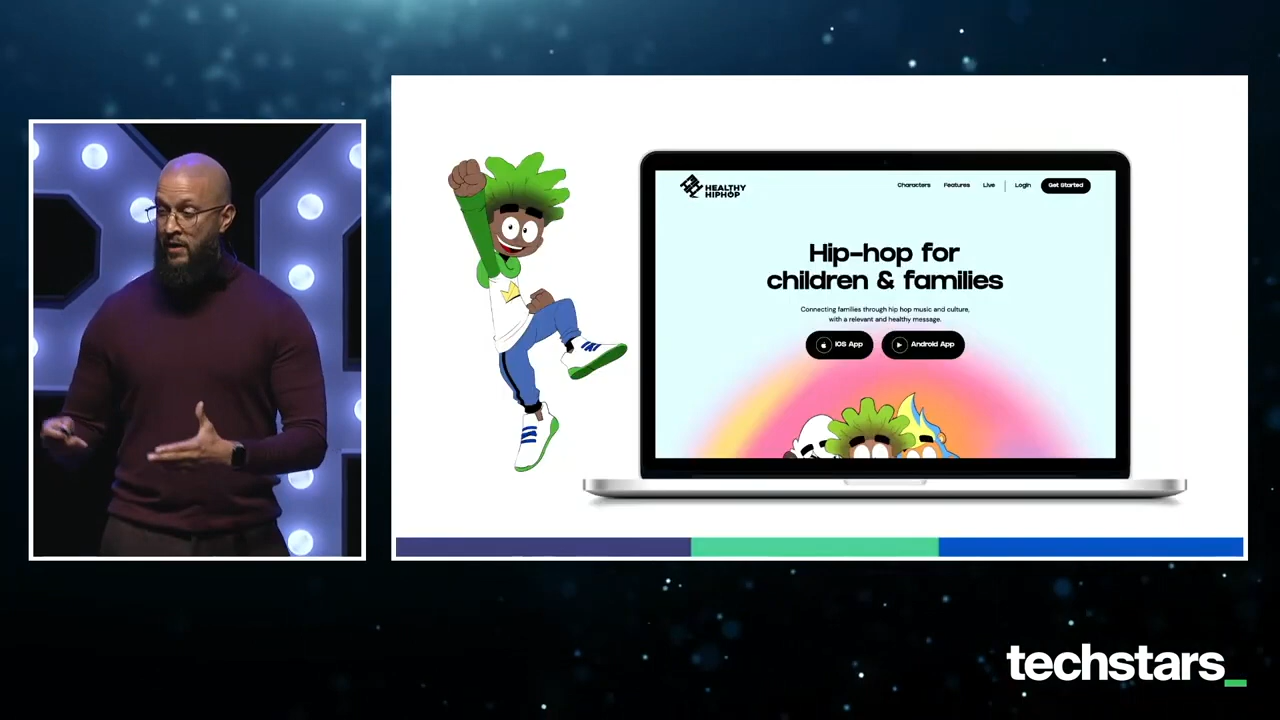 HEALTHY
HIPHOP
Characters Features Live Login Get Started
Hip-hop for
children & families
Connecting families through hip hop music and culture,
with a relevant and healthy message.
iOS App Android App
techstars_